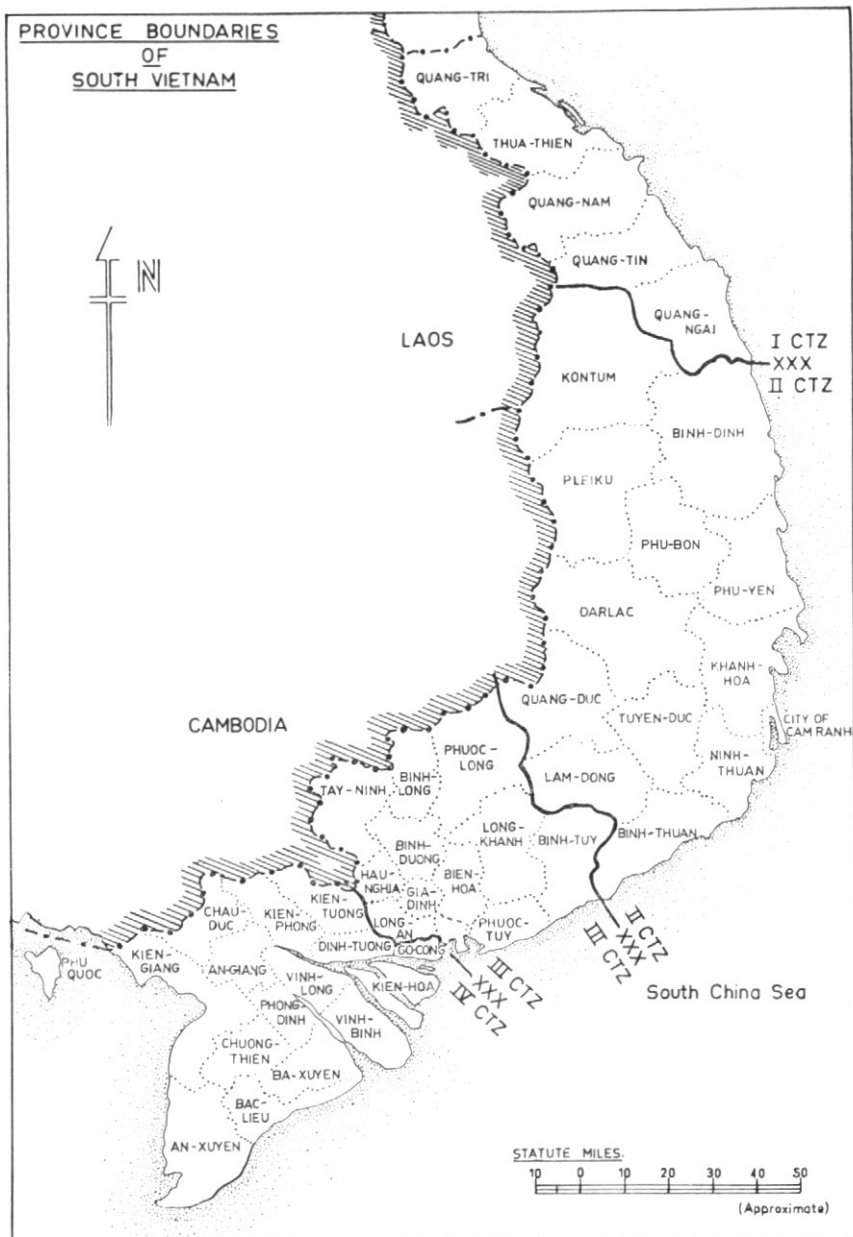 PROVINCE BOUNDARIES
OF
SOUTH VIETNAM
QUANG-TRI
THUA-THIEN
QUANG-NAM
N
QUANG-TIN
QUANG-
NGAI
LAOS
I CTZ
XXX
II CTZ
KONTUM
BINH-DINH
PLEIKU
PHU-BON
PHU-YEN
DARLAC
KHANH-
HOA
QUANG-DUC
TUYEN-DUC
CITY OF
CAM RANH
CAMBODIA
PHUOC-
LONG
NINH-
THUAN
LAM-DONG
TAY-NINH
BINH-
LONG
LONG-
KHANH
BINH-TUY
BINH-THUAN
BINH-
DUONG
BIEN-
HOA
HAU-
NGHIA
GIA-
DINH
KIEN-
TUONG
CHAU-
DUC
KIEN-
PHONG
LONG-
AN
PHUOC-
TUY
II CTZ
XXX
III CTZ
DINH-TUONG
GO-CONG
KIEN-
GIANG
PHU
QUOC
AN-GIANG
VINH-
LONG
KIEN-HOA
III CTZ
XXX
IV CTZ
South China Sea
PHONG-
DINH
VINH-
BINH
CHUONG-
THIEN
BA-XUYEN
BAC-
LIEU
AN-XUYEN
STATUTE MILES.
10 0 10 20 30 40 50
(Approximate)